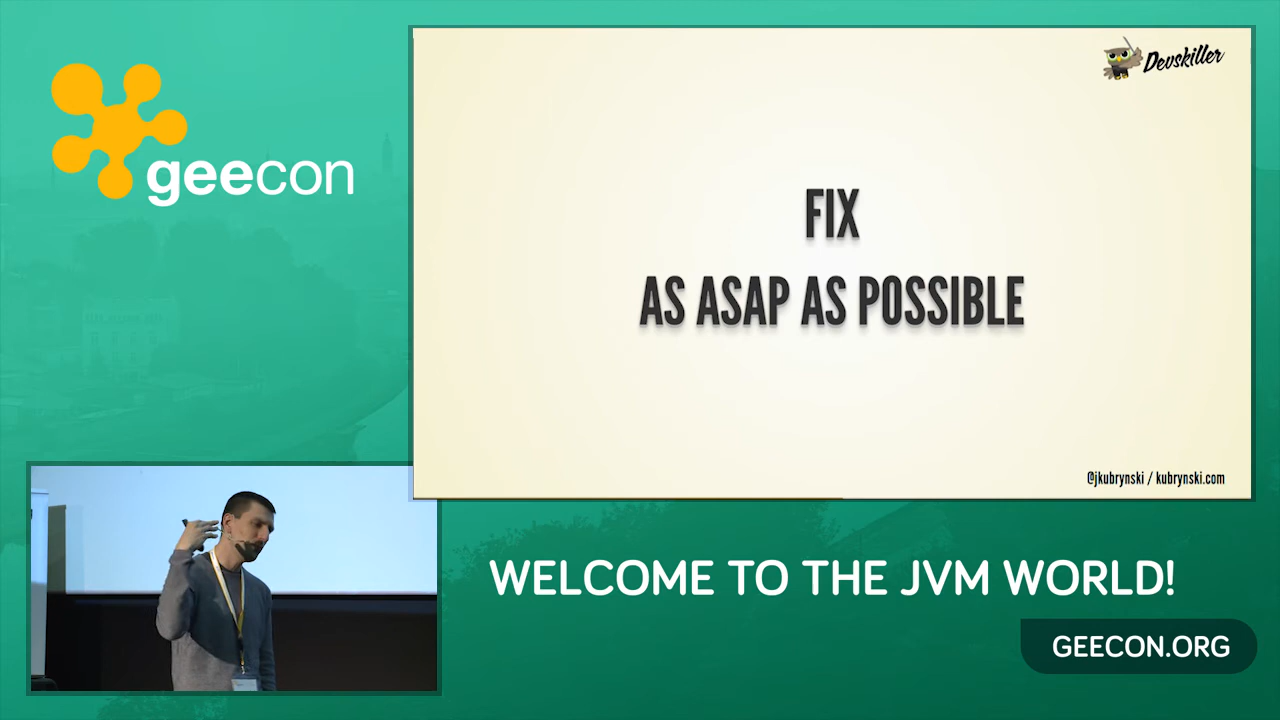 geecon
Devskiller
FIX
AS ASAP AS POSSIBLE
@jkubrynski / kubrynski.com
WELCOME TO THE JVM WORLD!
GEECON.ORG